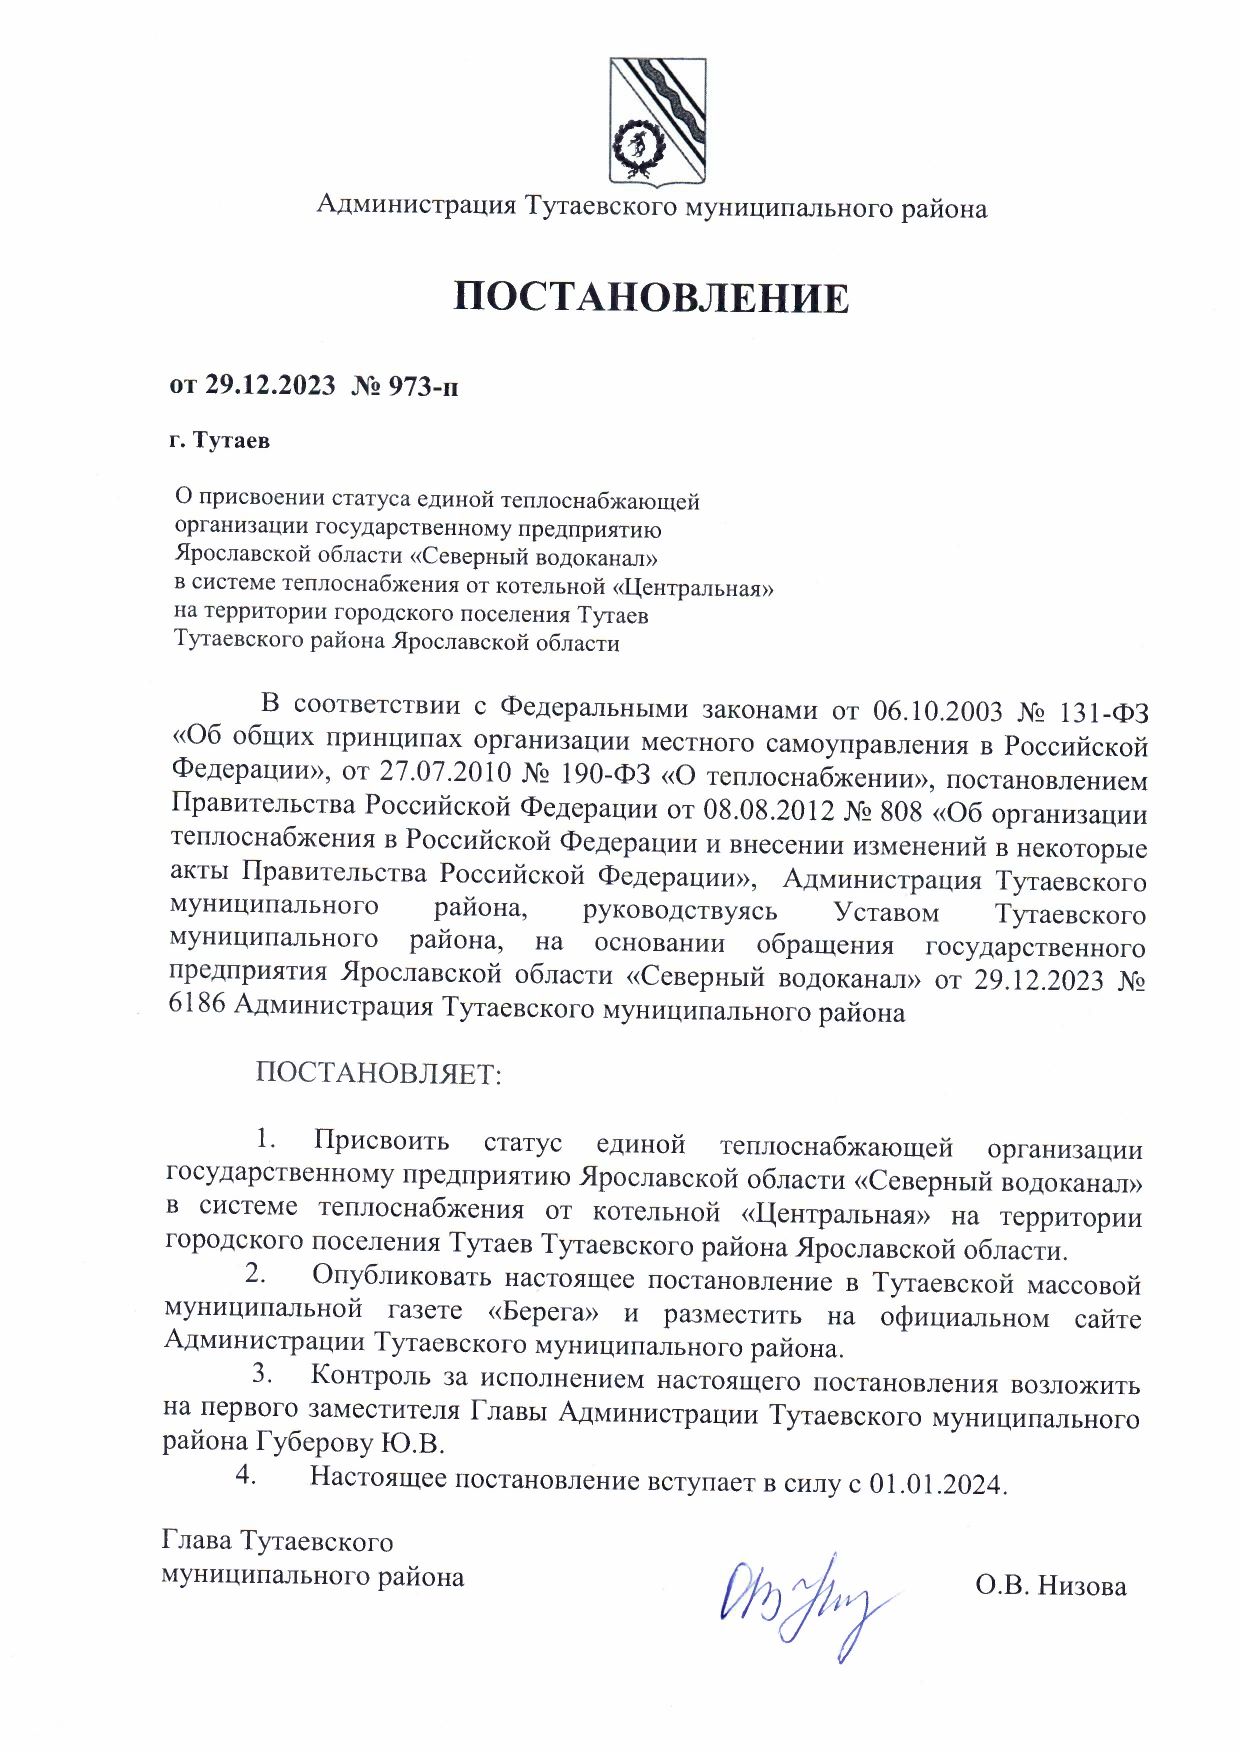 Администрация Тутаевского муниципального района
ПОСТАНОВЛЕНИЕ
от 29.12.2023 № 973-п
г. Тутаев
О присвоении статуса единой теплоснабжающей
организации государственному предприятию
Ярославской области «Северный водоканал»
в системе теплоснабжения от котельной «Центральная»
на территории городского поселения Тутаев
Тутаевского района Ярославской области
В соответствии с Федеральными законами от 06.10.2003 № 131-ФЗ
«Об общих принципах организации местного самоуправления в Российской
Федерации», от 27.07.2010 № 190-ФЗ «О теплоснабжении», постановлением
Правительства Российской Федерации от 08.08.2012 № 808 «Об организации
теплоснабжения в Российской Федерации и внесении изменений в некоторые
акты Правительства Российской Федерации», Администрация Тутаевского
муниципального района, руководствуясь Уставом Тутаевского
муниципального района, на основании обращения государственного
предприятия Ярославской области «Северный водоканал» от 29.12.2023 №
6186 Администрация Тутаевского муниципального района
ПОСТАНОВЛЯЕТ:
1. Присвоить статус единой теплоснабжающей организации
государственному предприятию Ярославской области «Северный водоканал»
в системе теплоснабжения от котельной «Центральная» на территории
городского поселения Тутаев Тутаевского района Ярославской области.
2. Опубликовать настоящее постановление в Тутаевской массовой
муниципальной газете «Берега» и разместить на официальном сайте
Администрации Тутаевского муниципального района.
3. Контроль за исполнением настоящего постановления возложить
на первого заместителя Главы Администрации Тутаевского муниципального
района Губерову Ю.В.
4. Настоящее постановление вступает в силу с 01.01.2024.
Глава Тутаевского
муниципального района
О.В. Низова